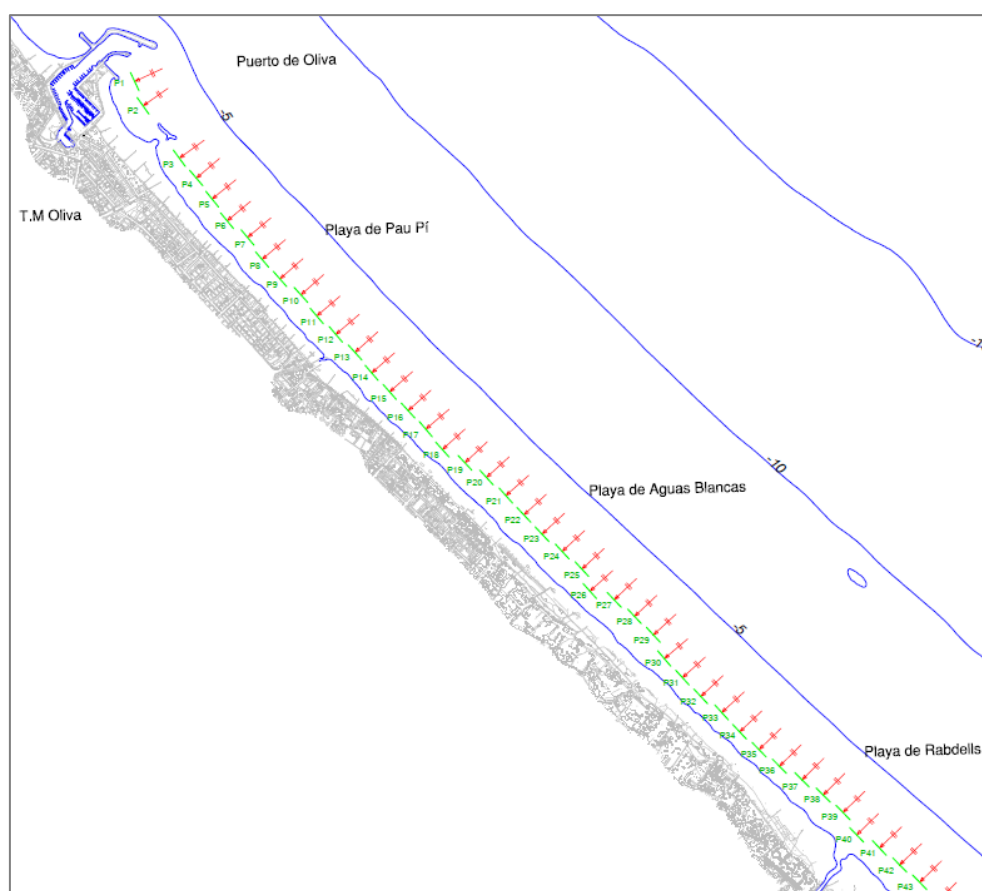 Puerto de Oliva
P1
P2
-5
P3
P4
P5
T.M Oliva
P6
Playa de Pau Pí
P7
P8
P9
P10
P11
P12
P13
P14
P15
P16
P17
P18
P19
-10
P20
Playa de Aguas Blancas
P21
P22
P23
P24
P25
P26
P27
P28
-5
P29
P30
P31
P32
P33
P34
P35
Playa de Rabdells
P36
P37
P38
P39
P40
P41
P42
P43